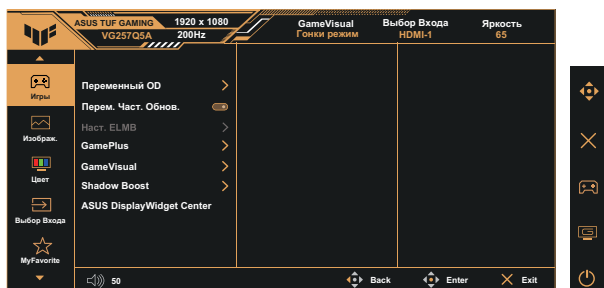 ASUS TUF GAMING 1920 x 1080 GameVisual Выбор Входа Яркость
VG257Q5A 200Hz Гонки режим HDMI-1 65
Игры
Изображ.
Цвет
Выбор Входа
MyFavorite
Переменный OD
Перем. Част. Обнов.
Наст. ELMB
GamePlus
GameVisual
Shadow Boost
ASUS DisplayWidget Center
50 Back Enter Exit